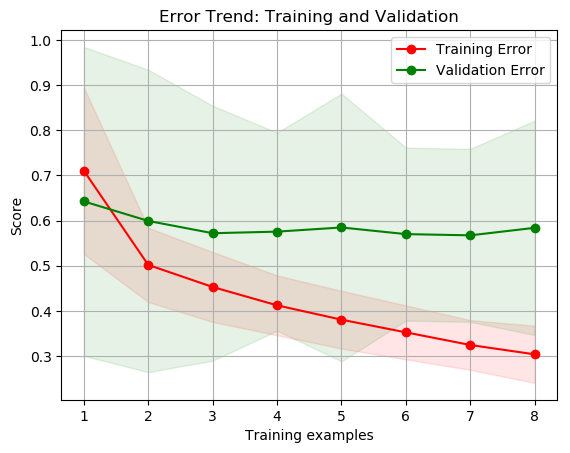 Error Trend: Training and Validation
1.0
0.9
0.8
0.7
0.6
0.5
0.4
0.3
Score
Training Error
Validation Error
1 2 3 4 5 6 7 8
Training examples